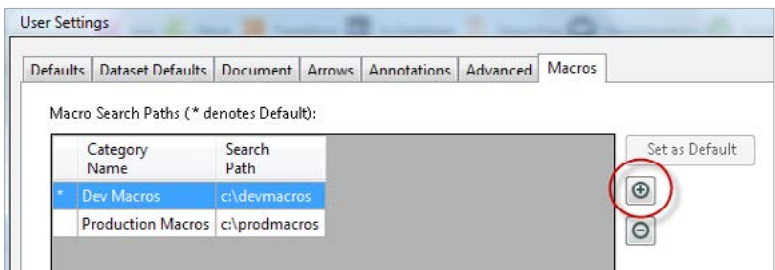 User Settings
Defaults Dataset Defaults Document Arrows Annotations Advanced Macros
Macro Search Paths (* denotes Default):
Category Name Search Path
Set as Default
* Dev Macros c:\devmacros
Production Macros c:\prodmacros